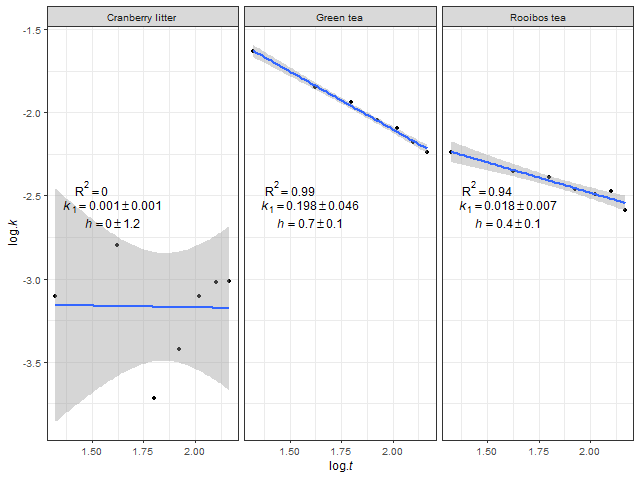 Cranberry litter Green tea Rooibos tea
-1.5
-2.0
-2.5
-3.0
-3.5
log.k
R² = 0
k₁ = 0.001 ± 0.001
h = 0 ± 1.2
R² = 0.99
k₁ = 0.198 ± 0.046
h = 0.7 ± 0.1
R² = 0.94
k₁ = 0.018 ± 0.007
h = 0.4 ± 0.1
1.50 1.75 2.00 1.50 1.75 2.00 1.50 1.75 2.00
log.t